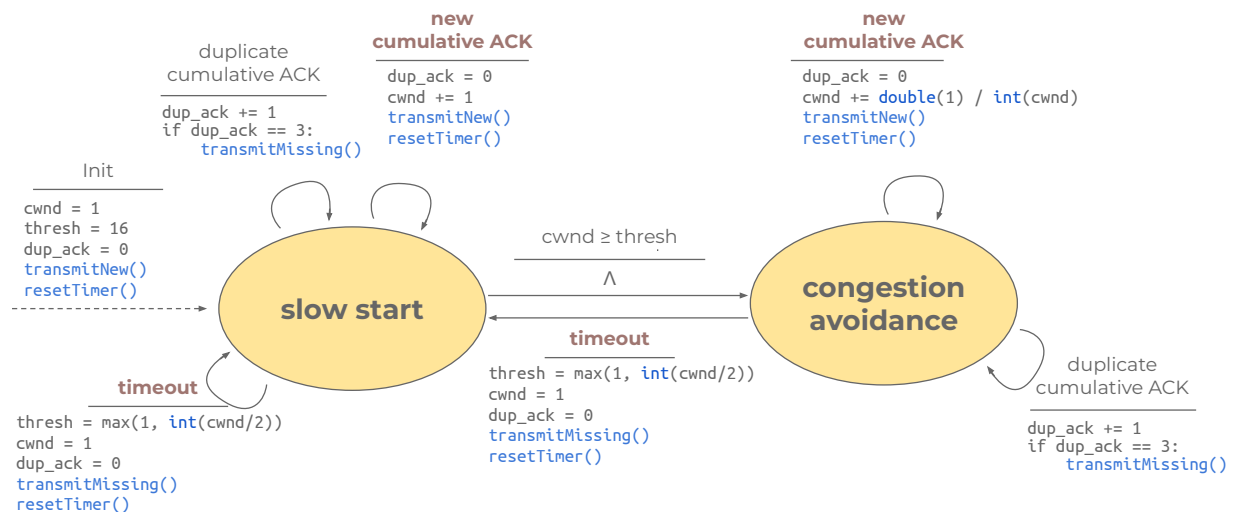 new
cumulative ACK
dup_ack = 0
cwnd += 1
transmitNew()
resetTimer()
duplicate
cumulative ACK
dup_ack += 1
if dup_ack == 3:
transmitMissing()
Init
cwnd = 1
thresh = 16
dup_ack = 0
transmitNew()
resetTimer()
new
cumulative ACK
dup_ack = 0
cwnd += double(1) / int(cwnd)
transmitNew()
resetTimer()
slow start
cwnd ≥ thresh
Λ
congestion
avoidance
timeout
thresh = max(1, int(cwnd/2))
cwnd = 1
dup_ack = 0
transmitMissing()
resetTimer()
timeout
thresh = max(1, int(cwnd/2))
cwnd = 1
dup_ack = 0
transmitMissing()
resetTimer()
duplicate
cumulative ACK
dup_ack += 1
if dup_ack == 3:
transmitMissing()